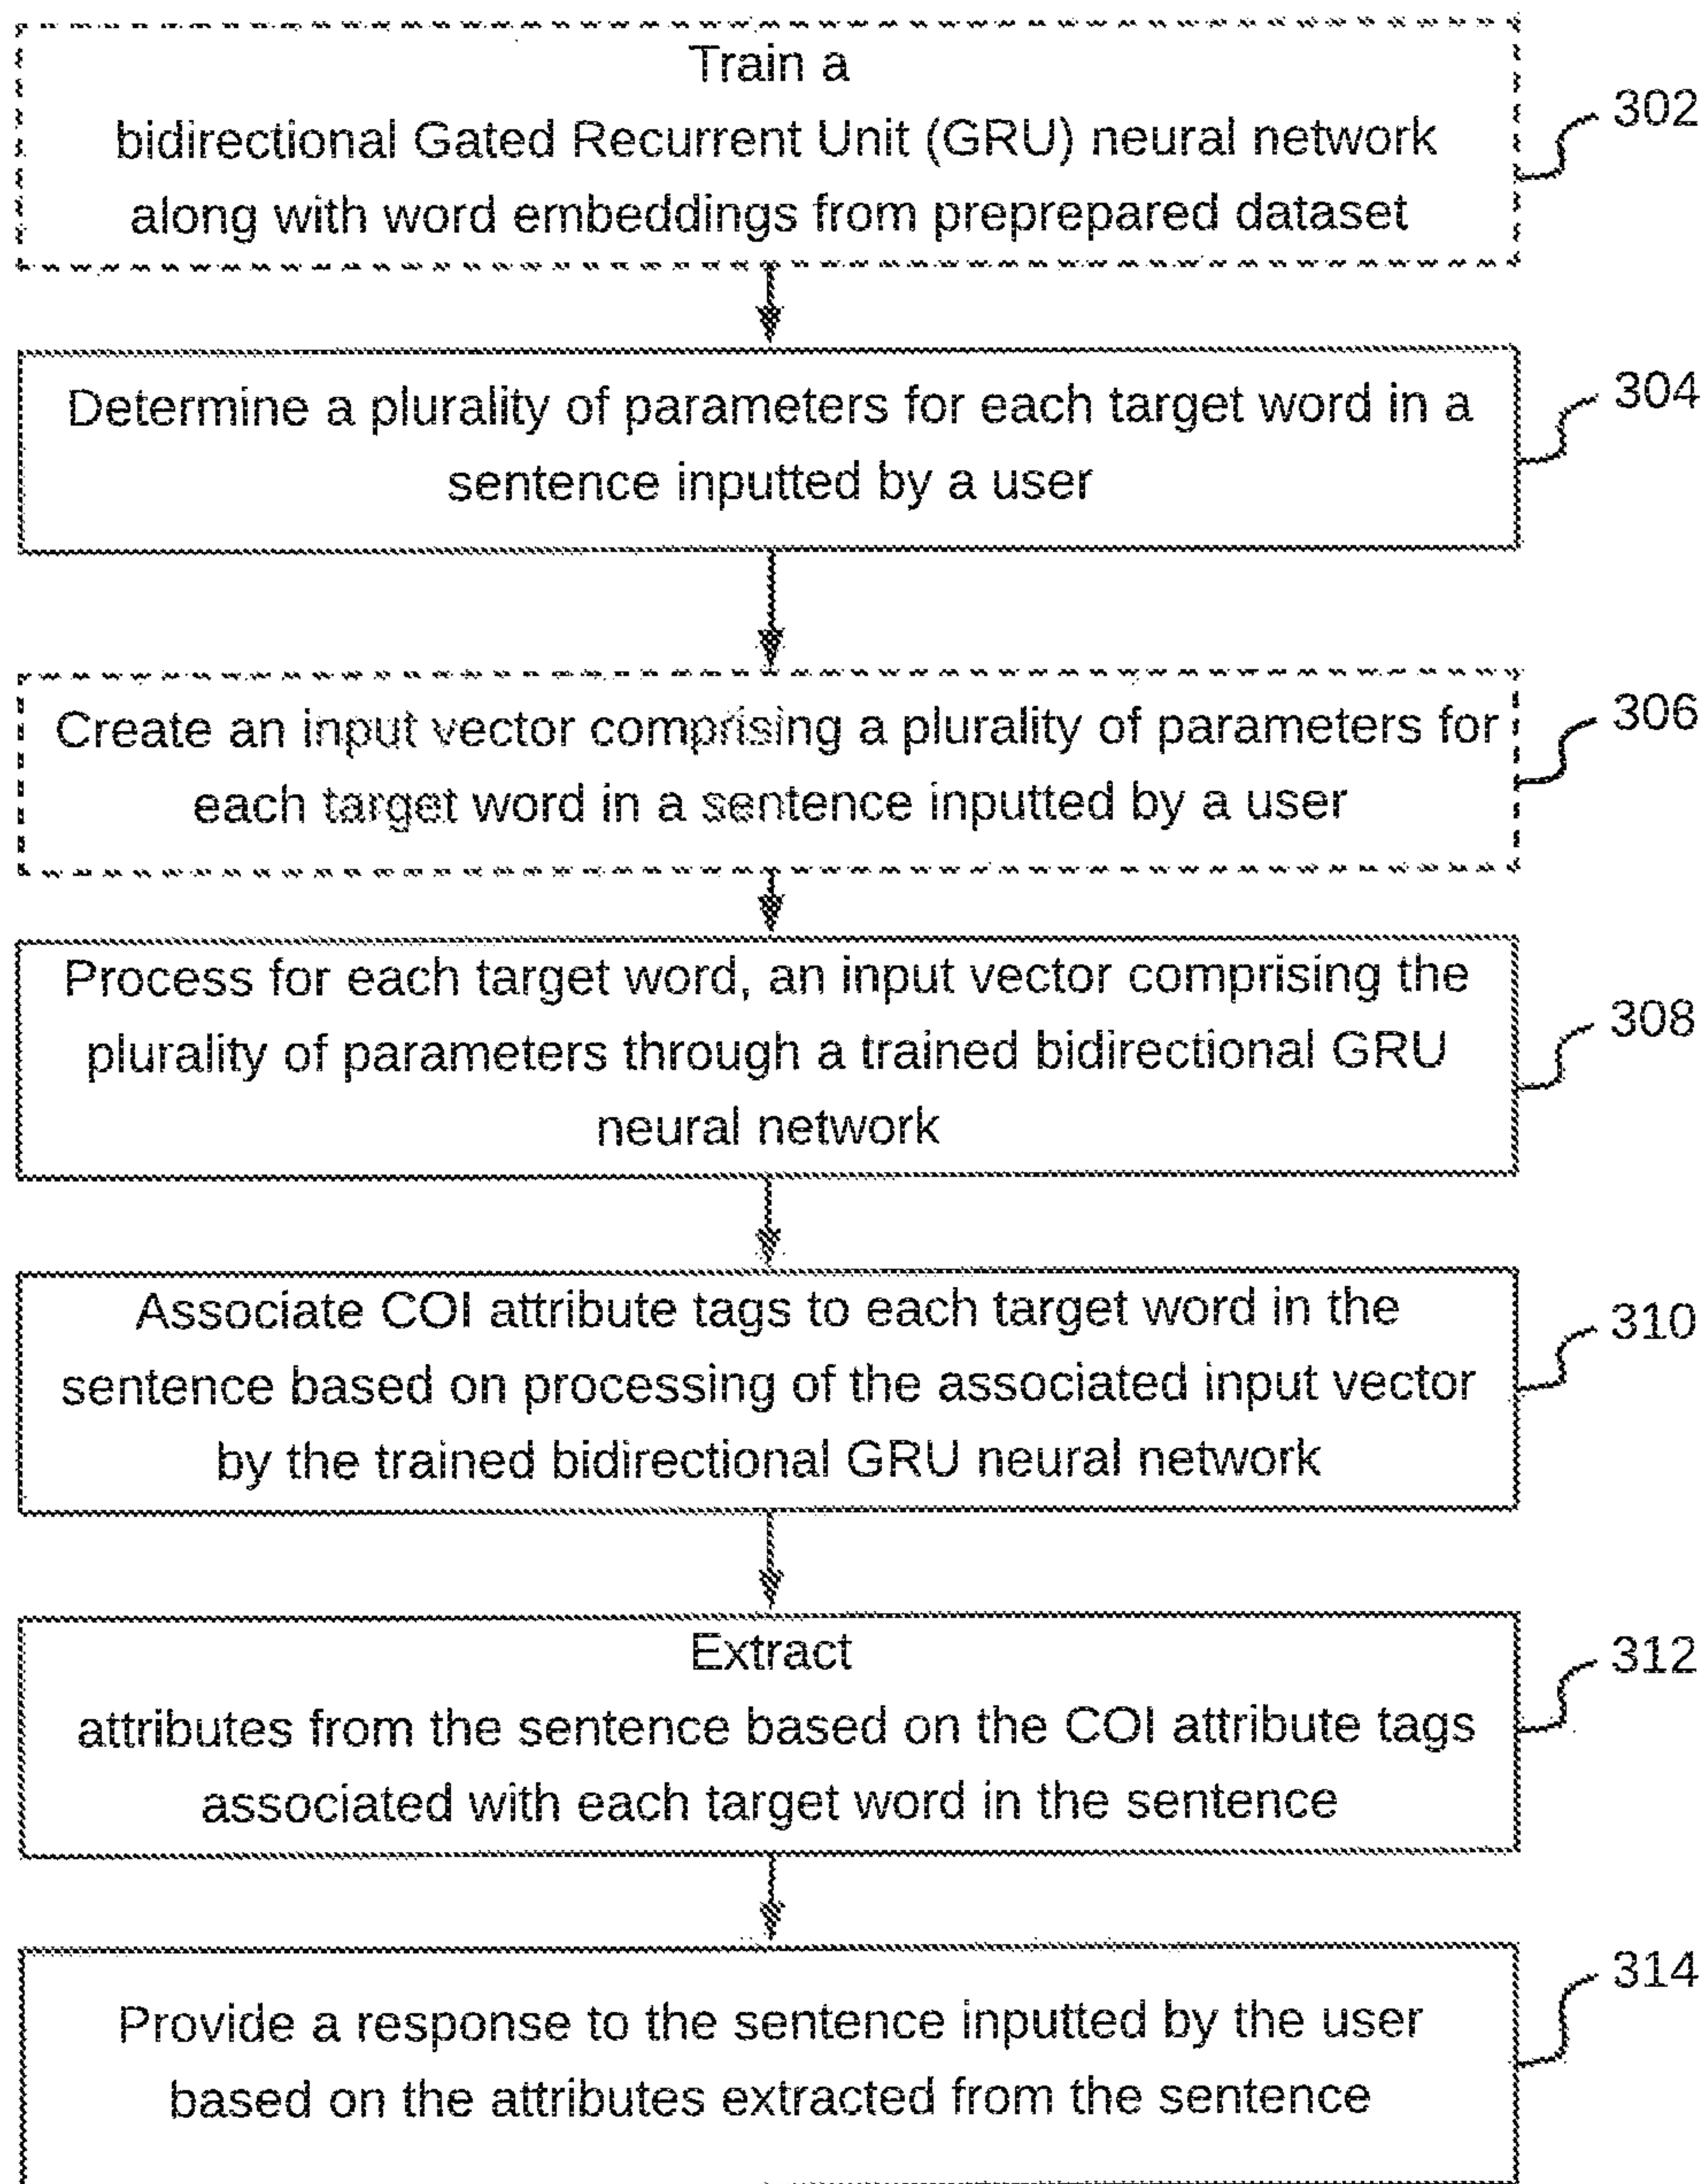 Train a
bidirectional Gated Recurrent Unit (GRU) neural network
along with word embeddings from preprepared dataset
302
Determine a plurality of parameters for each target word in a
sentence inputted by a user
304
Create an input vector comprising a plurality of parameters for
each target word in a sentence inputted by a user
306
Process for each target word, an input vector comprising the
plurality of parameters through a trained bidirectional GRU
neural network
308
Associate COI attribute tags to each target word in the
sentence based on processing of the associated input vector
by the trained bidirectional GRU neural network
310
Extract
attributes from the sentence based on the COI attribute tags
associated with each target word in the sentence
312
Provide a response to the sentence inputted by the user
based on the attributes extracted from the sentence
314